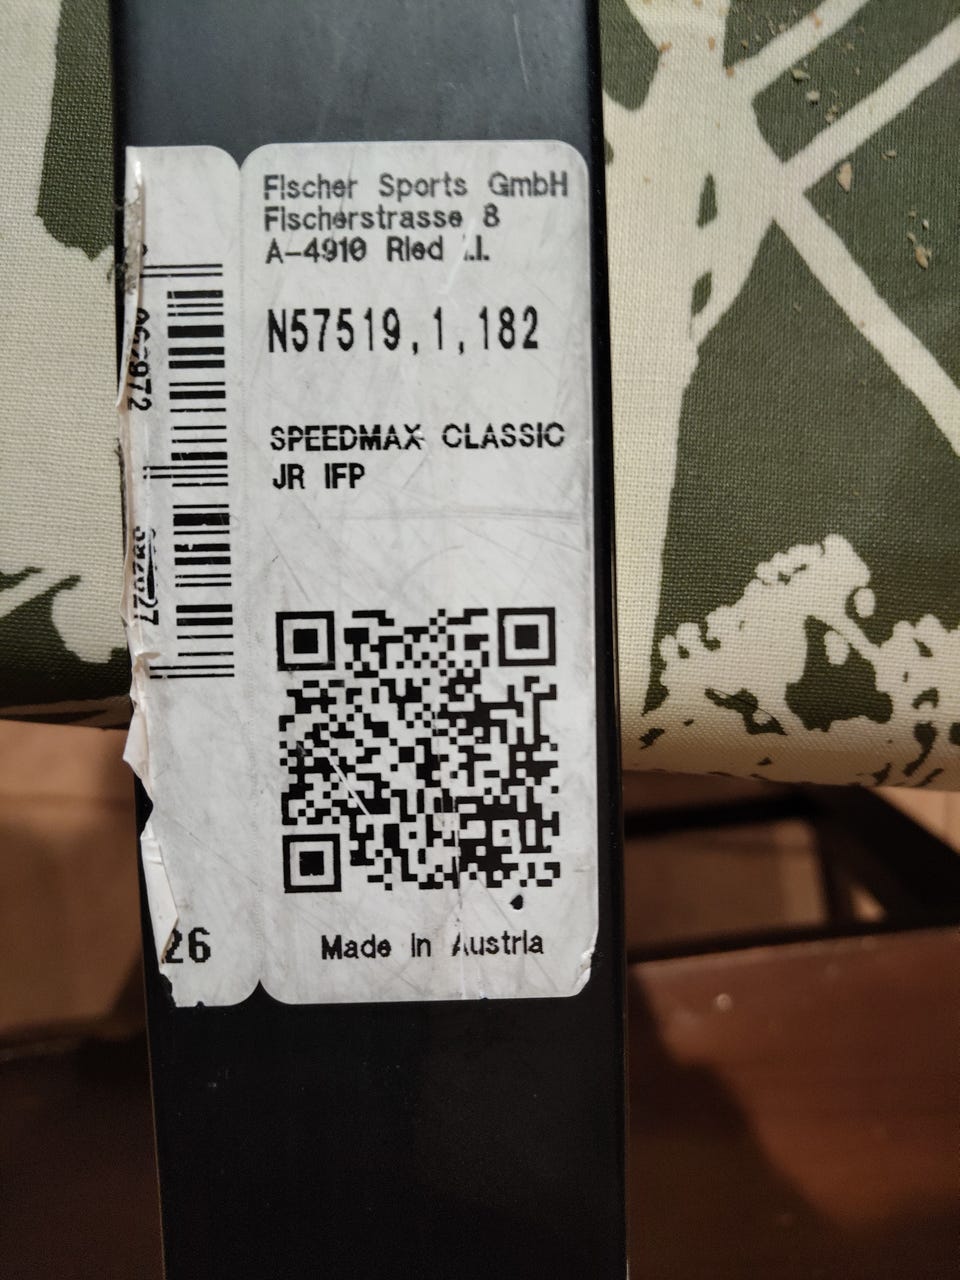 Fischer Sports GmbH
Fischerstrasse 8
A-4910 Ried I.I.
N57519,1,182
SPEEDMAX CLASSIC
JR IFP
Made in Austria
26